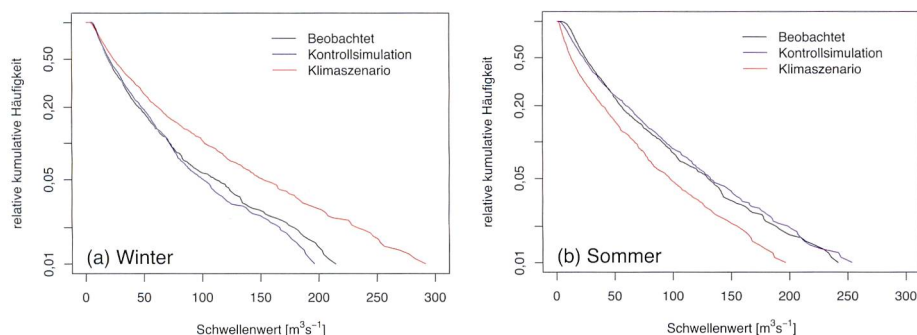 relative kumulative Häufigkeit
0,50
0,20
0,05
0,01
Beobachtet
Kontrollsimulation
Klimaszenario
(a) Winter
0 50 100 150 200 250 300
Schwellenwert [m³s⁻¹]
relative kumulative Häufigkeit
0,50
0,20
0,05
0,01
Beobachtet
Kontrollsimulation
Klimaszenario
(b) Sommer
0 50 100 150 200 250 300
Schwellenwert [m³s⁻¹]